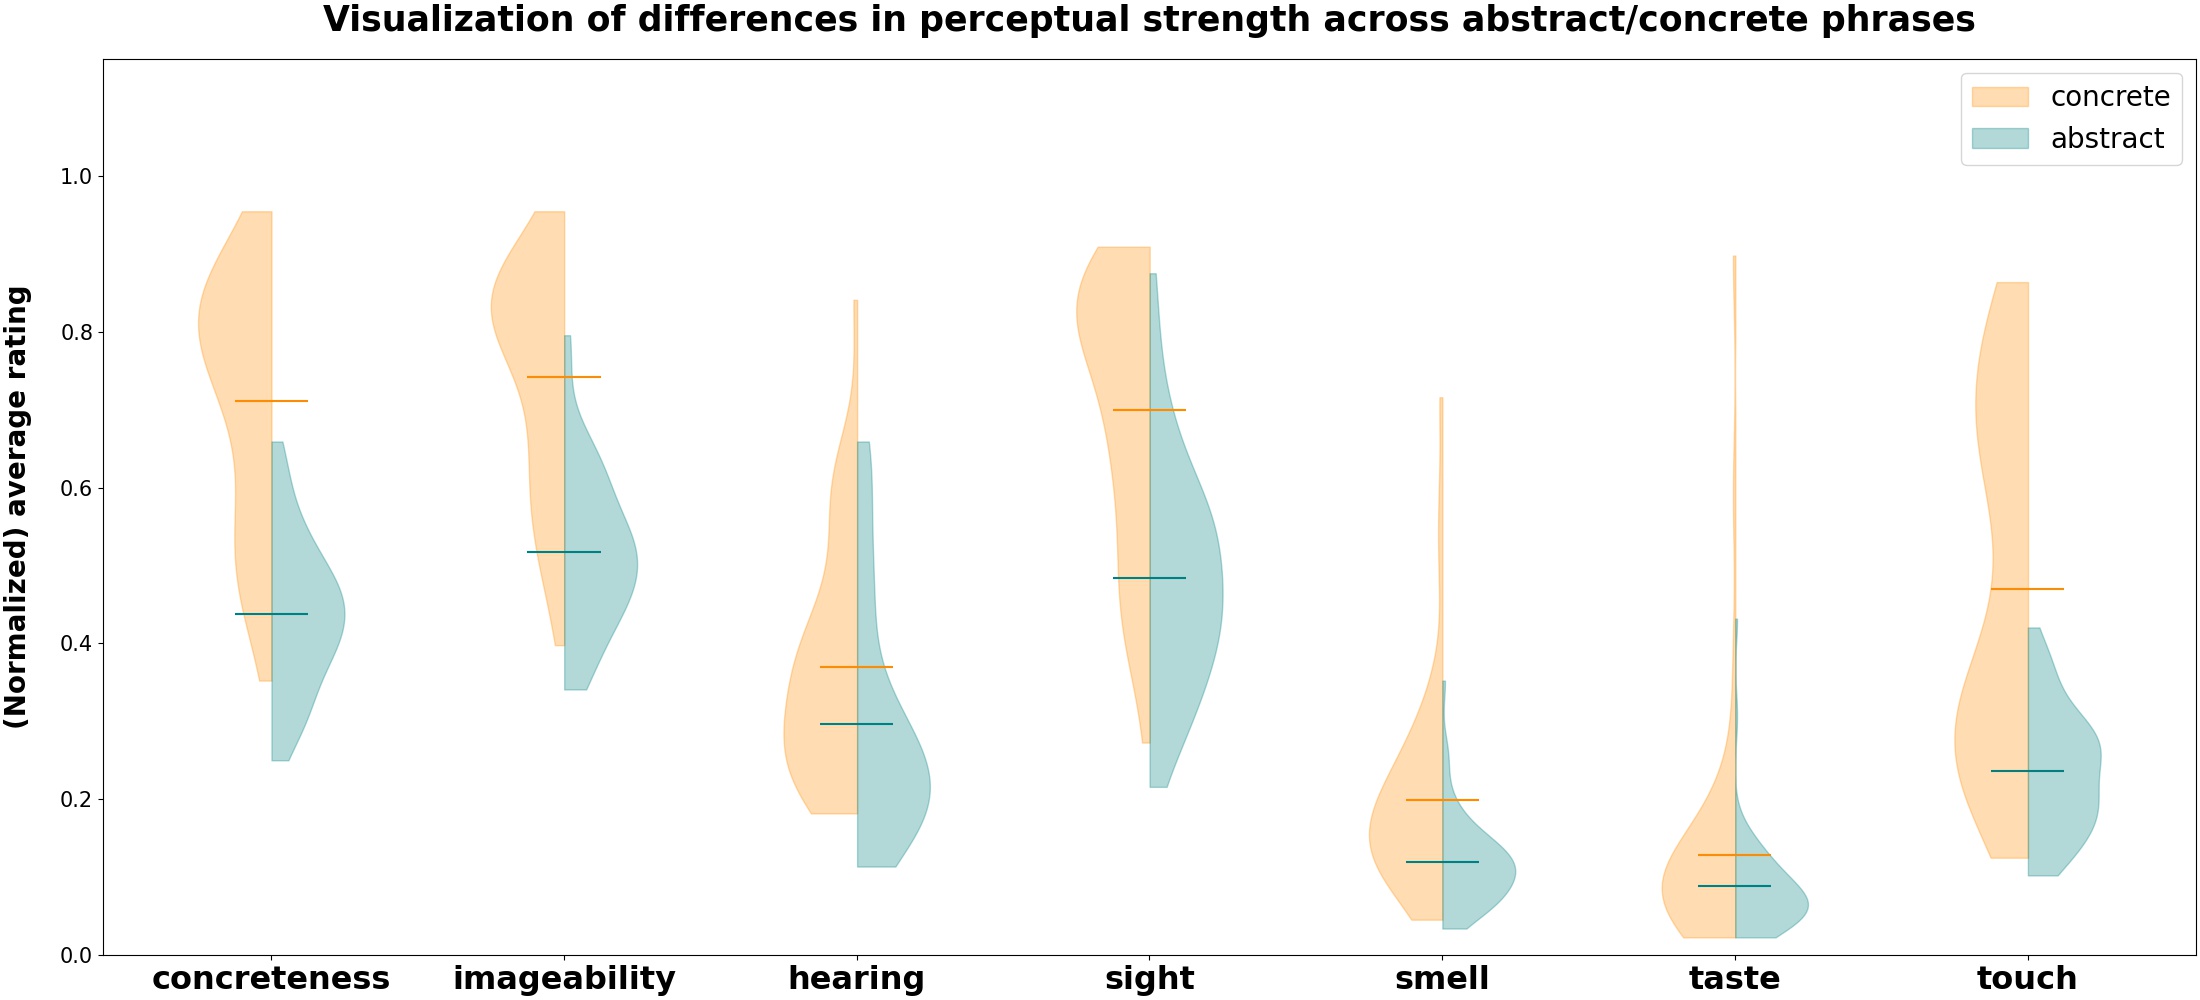 Visualization of differences in perceptual strength across abstract/concrete phrases
concrete
abstract
(Normalized) average rating
1.0
0.8
0.6
0.4
0.2
0.0
concreteness imageability hearing sight smell taste touch